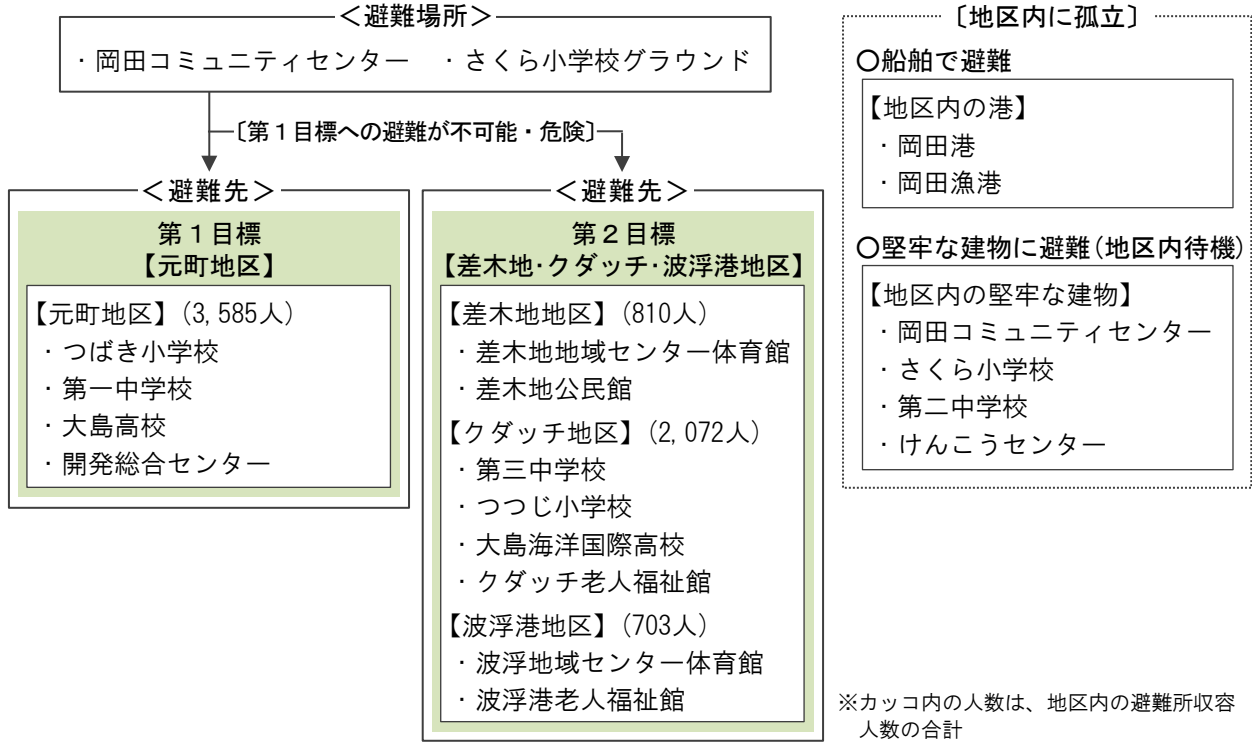 ＜避難場所＞
・岡田コミュニティセンター　・さくら小学校グラウンド
〔第１目標への避難が不可能・危険〕
＜避難先＞
第１目標
【元町地区】
【元町地区】(3,585人)
・つばき小学校
・第一中学校
・大島高校
・開発総合センター
＜避難先＞
第２目標
【差木地・クダッチ・波浮港地区】
【差木地地区】(810人)
・差木地地域センター体育館
・差木地公民館
【クダッチ地区】(2,072人)
・第三中学校
・つつじ小学校
・大島海洋国際高校
・クダッチ老人福祉館
【波浮港地区】(703人)
・波浮地域センター体育館
・波浮港老人福祉館
〔地区内に孤立〕
○船舶で避難
【地区内の港】
・岡田港
・岡田漁港
○堅牢な建物に避難(地区内待機)
【地区内の堅牢な建物】
・岡田コミュニティセンター
・さくら小学校
・第二中学校
・けんこうセンター
※カッコ内の人数は、地区内の避難所収容
人数の合計